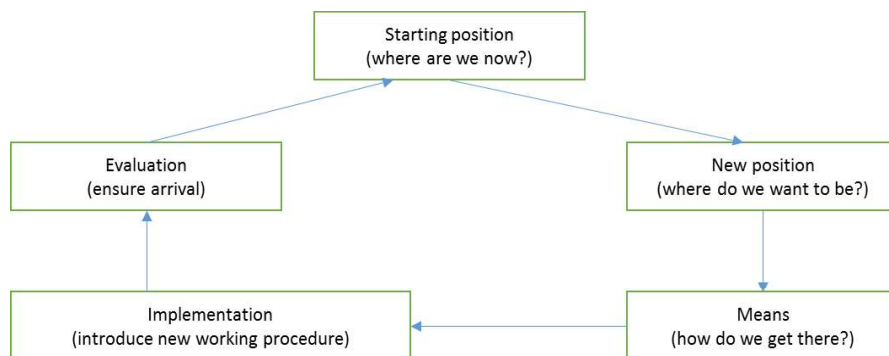 Starting position
(where are we now?)
New position
(where do we want to be?)
Means
(how do we get there?)
Implementation
(introduce new working procedure)
Evaluation
(ensure arrival)